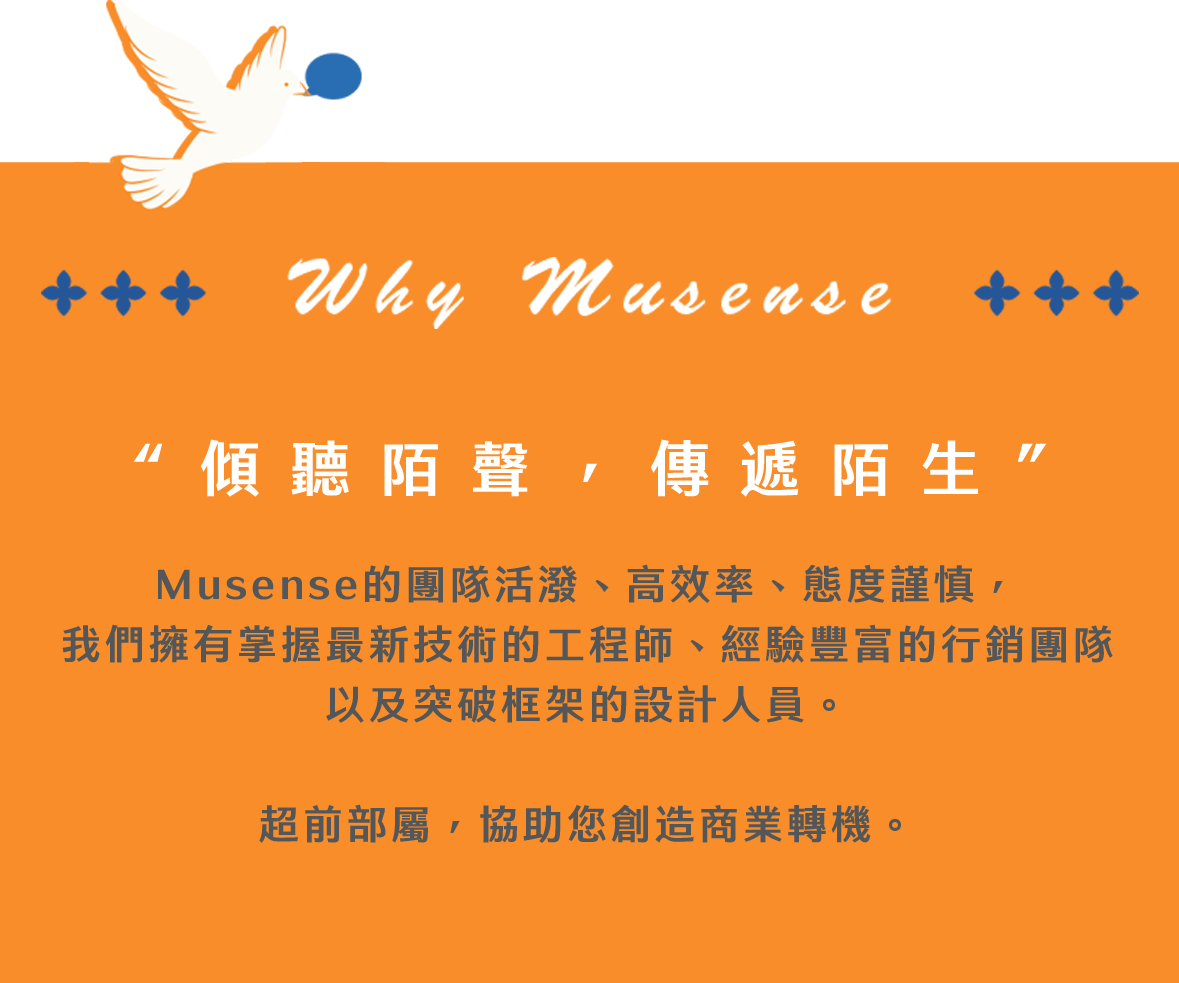 Why Musense
“傾聽陌聲，傳遞陌生”
Musense的團隊活潑、高效率、態度謹慎，
我們擁有掌握最新技術的工程師、經驗豐富的行銷團隊
以及突破框架的設計人員。
超前部屬，協助您創造商業轉機。